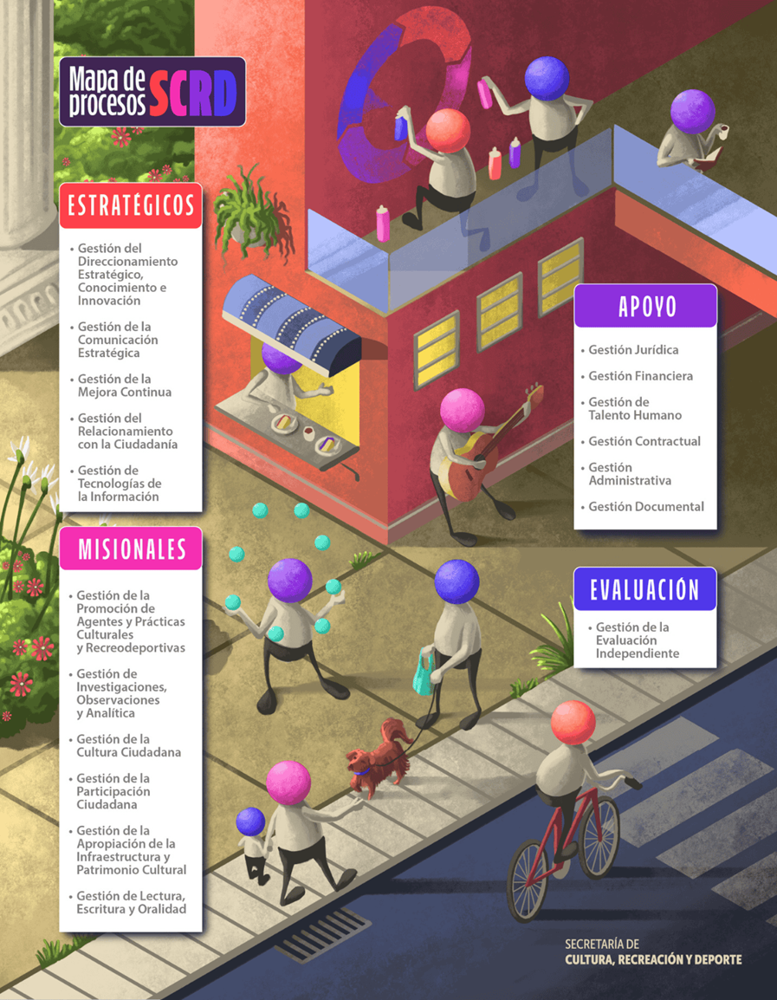 Mapa de
procesos SCRD
ESTRATÉGICOS
• Gestión del
Direccionamiento
Estratégico,
Conocimiento e
Innovación
• Gestión de la
Comunicación
Estratégica
• Gestión de la
Mejora Continua
• Gestión del
Relacionamiento
con la Ciudadanía
• Gestión de
Tecnologías de
la Información
MISIONALES
• Gestión de la
Promoción de
Agentes y Prácticas
Culturales
y Recreodeportivas
• Gestión de
Investigaciones,
Observaciones
y Analítica
• Gestión de la
Cultura Ciudadana
• Gestión de la
Participación
Ciudadana
• Gestión de la
Apropiación de la
Infraestructura y
Patrimonio Cultural
• Gestión de Lectura,
Escritura y Oralidad
APOYO
• Gestión Jurídica
• Gestión Financiera
• Gestión de
Talento Humano
• Gestión Contractual
• Gestión
Administrativa
• Gestión Documental
EVALUACIÓN
• Gestión de la
Evaluación
Independiente
SECRETARÍA DE
CULTURA, RECREACIÓN Y DEPORTE